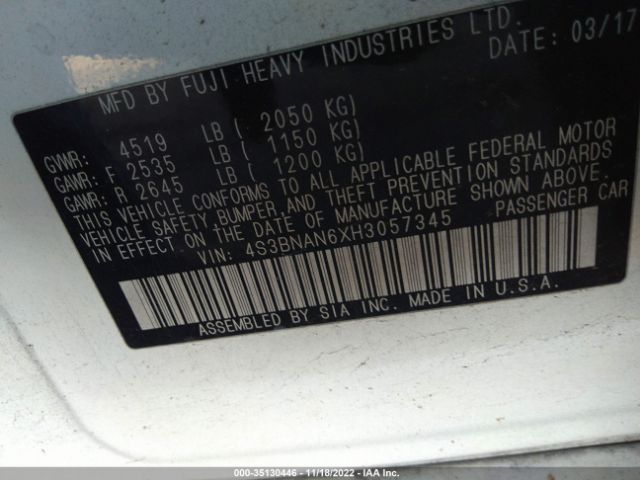 MFD BY FUJI HEAVY INDUSTRIES LTD.
DATE: 03/17
GVWR: 4519 LB ( 2050 KG)
GAWR: F 2535 LB ( 1150 KG)
GAWR: R 2645 LB ( 1200 KG)
THIS VEHICLE CONFORMS TO ALL APPLICABLE FEDERAL MOTOR
VEHICLE SAFETY, BUMPER, AND THEFT PREVENTION STANDARDS
IN EFFECT ON THE DATE OF MANUFACTURE SHOWN ABOVE.
VIN: 4S3BNAN6XH3057345 PASSENGER CAR
ASSEMBLED BY SIA INC. MADE IN U.S.A.
000-35130446 - 11/18/2022 - IAA Inc.